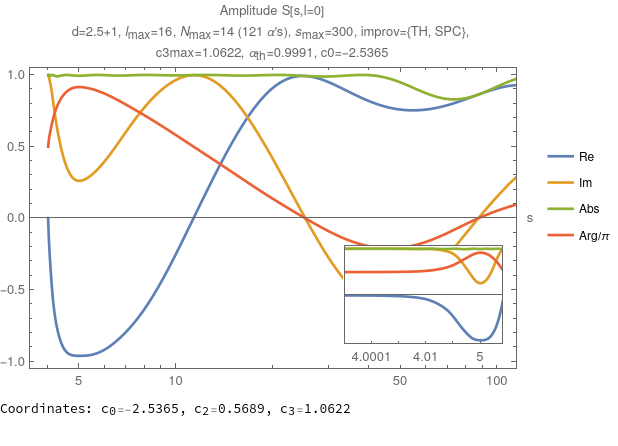 Amplitude S[s,l=0]
d=2.5+1, lmax=16, Nmax=14 (121 α's), smax=300, improv={TH, SPC},
c3max=1.0622, αth=0.9991, c0=−2.5365
1.0
0.5
0.0
−0.5
−1.0
5
10
50
100
s
4.0001
4.01
5
Re
Im
Abs
Arg/π
Coordinates: c0=−2.5365, c2=0.5689, c3=1.0622